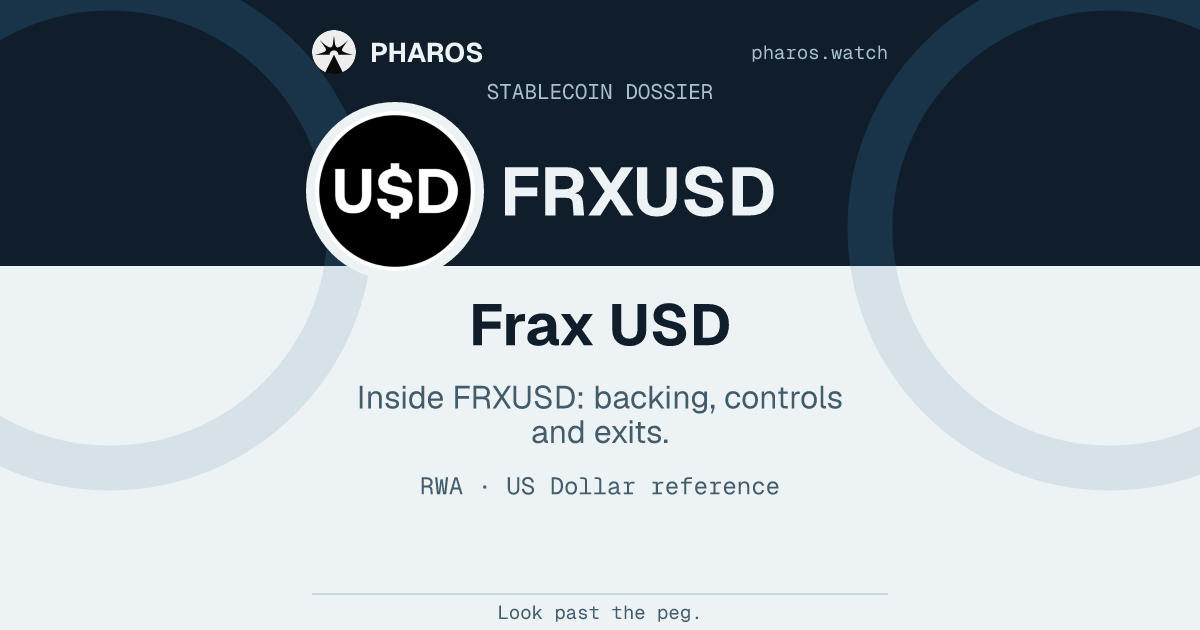 PHAROS
pharos.watch
STABLECOIN DOSSIER
U$D
FRXUSD
Frax USD
Inside FRXUSD: backing, controls
and exits.
RWA · US Dollar reference
Look past the peg.